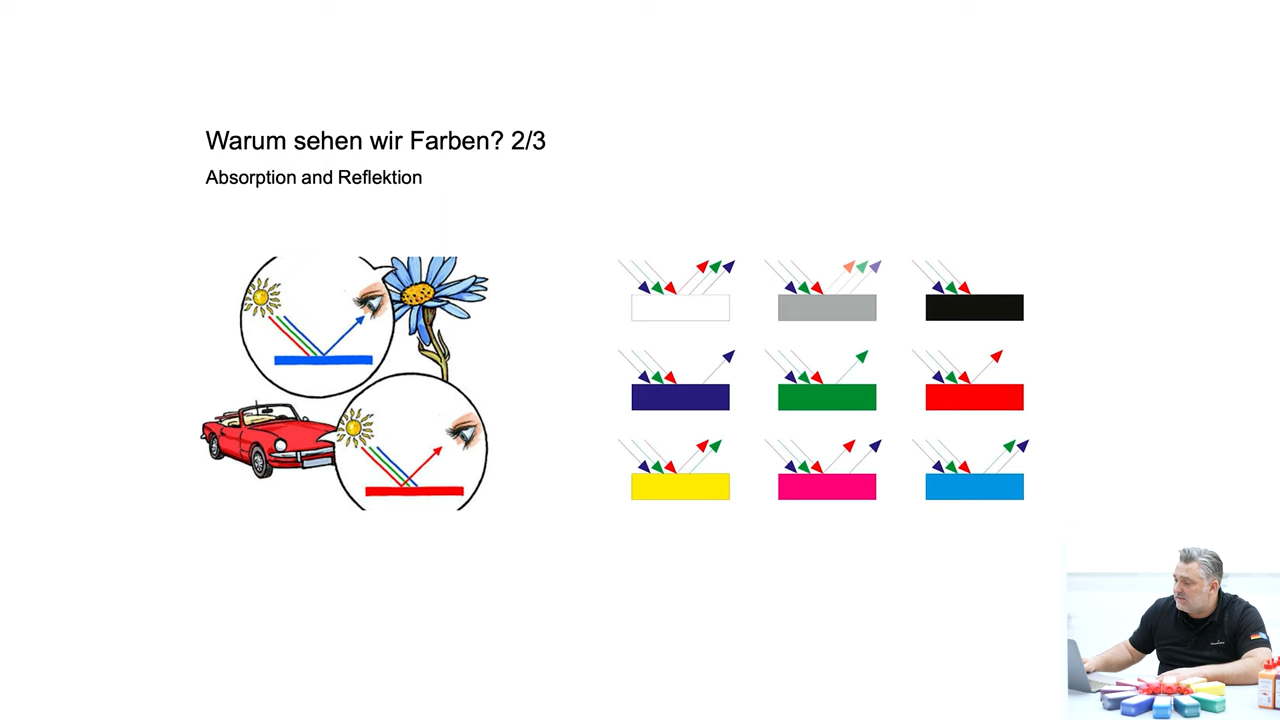 Warum sehen wir Farben? 2/3
Absorption and Reflektion